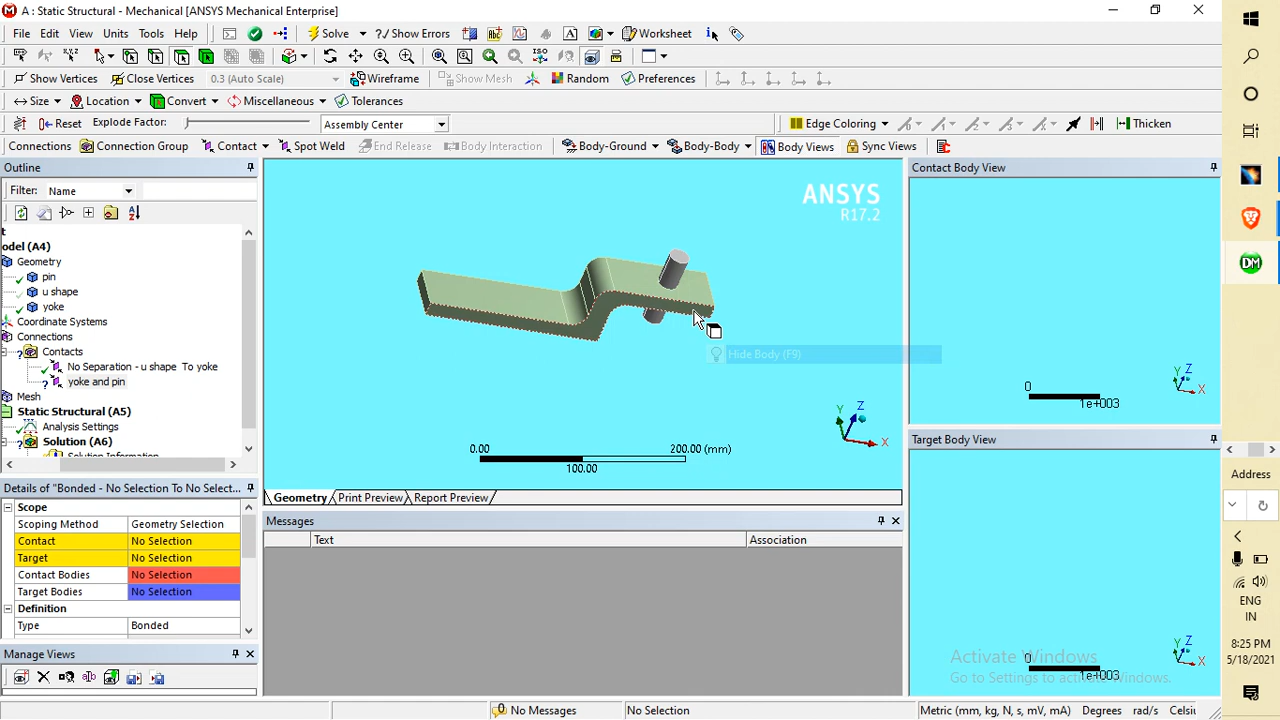 A : Static Structural - Mechanical [ANSYS Mechanical Enterprise]
File Edit View Units Tools Help Solve ?/ Show Errors A Worksheet i
Show Vertices Close Vertices 0.3 (Auto Scale) Wireframe Show Mesh Random Preferences
Size Location Convert Miscellaneous Tolerances
Reset Explode Factor: Assembly Center Edge Coloring Thicken
Connections Connection Group Contact Spot Weld End Release Body Interaction Body-Ground Body-Body Body Views Sync Views
Outline
Filter: Name
t
odel (A4)
Geometry
pin
u shape
yoke
Coordinate Systems
Connections
Contacts
No Separation - u shape To yoke
yoke and pin
Mesh
Static Structural (A5)
Analysis Settings
Solution (A6)
Solution Information
Details of "Bonded - No Selection To No Select...
Scope
Scoping Method Geometry Selection
Contact No Selection
Target No Selection
Contact Bodies No Selection
Target Bodies No Selection
Definition
Type Bonded
Manage Views
ANSYS
R17.2
Hide Body (F9)
Y Z X
0.00 200.00 (mm)
100.00
Geometry Print Preview Report Preview
Messages
Text Association
Contact Body View
0
1e+003
Y Z X
Target Body View
0
1e+003
Y Z X
Activate Windows
Go to Settings to activate Windows.
No Messages No Selection Metric (mm, kg, N, s, mV, mA) Degrees rad/s Celsi
DM
Address
ENG
IN
8:25 PM
5/18/2021